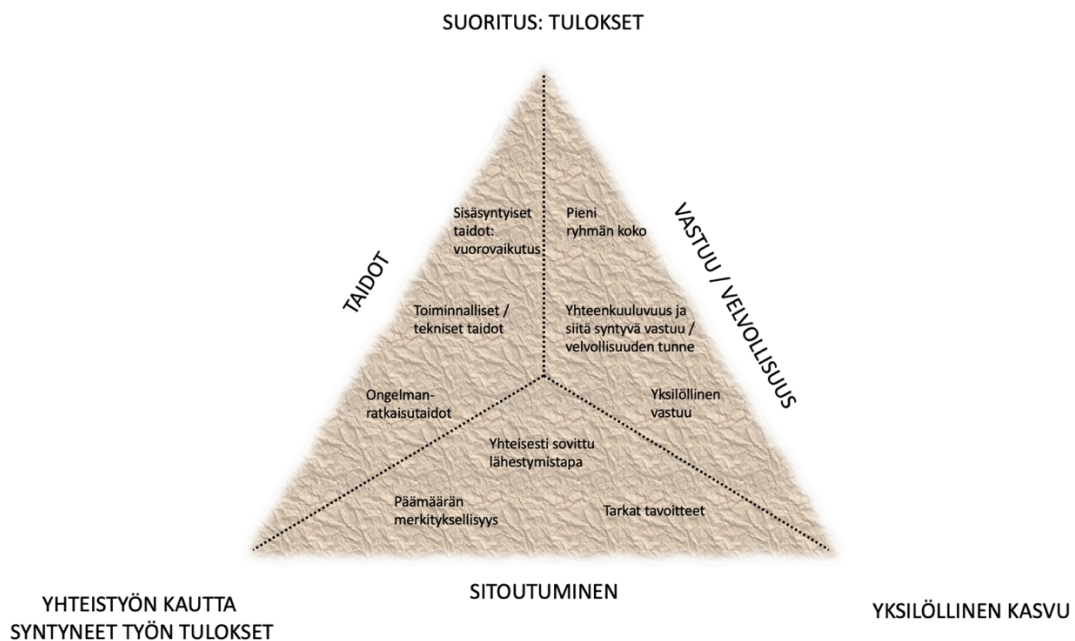 SUORITUS: TULOKSET
Sisäsyntyiset
taidot:
vuorovaikutus
Pieni
ryhmän koko
TAIDOT
VASTUU / VELVOLLISUUS
Toiminnalliset /
tekniset taidot
Yhteenkuuluvuus ja
siitä syntyvä vastuu /
velvollisuuden tunne
Ongelman-
ratkaisutaidot
Yksilöllinen
vastuu
Yhteisesti sovittu
lähestymistapa
Päämäärän
merkityksellisyys
Tarkat tavoitteet
SITOUTUMINEN
YHTEISTYÖN KAUTTA
SYNTYNEET TYÖN TULOKSET
YKSILÖLLINEN KASVU